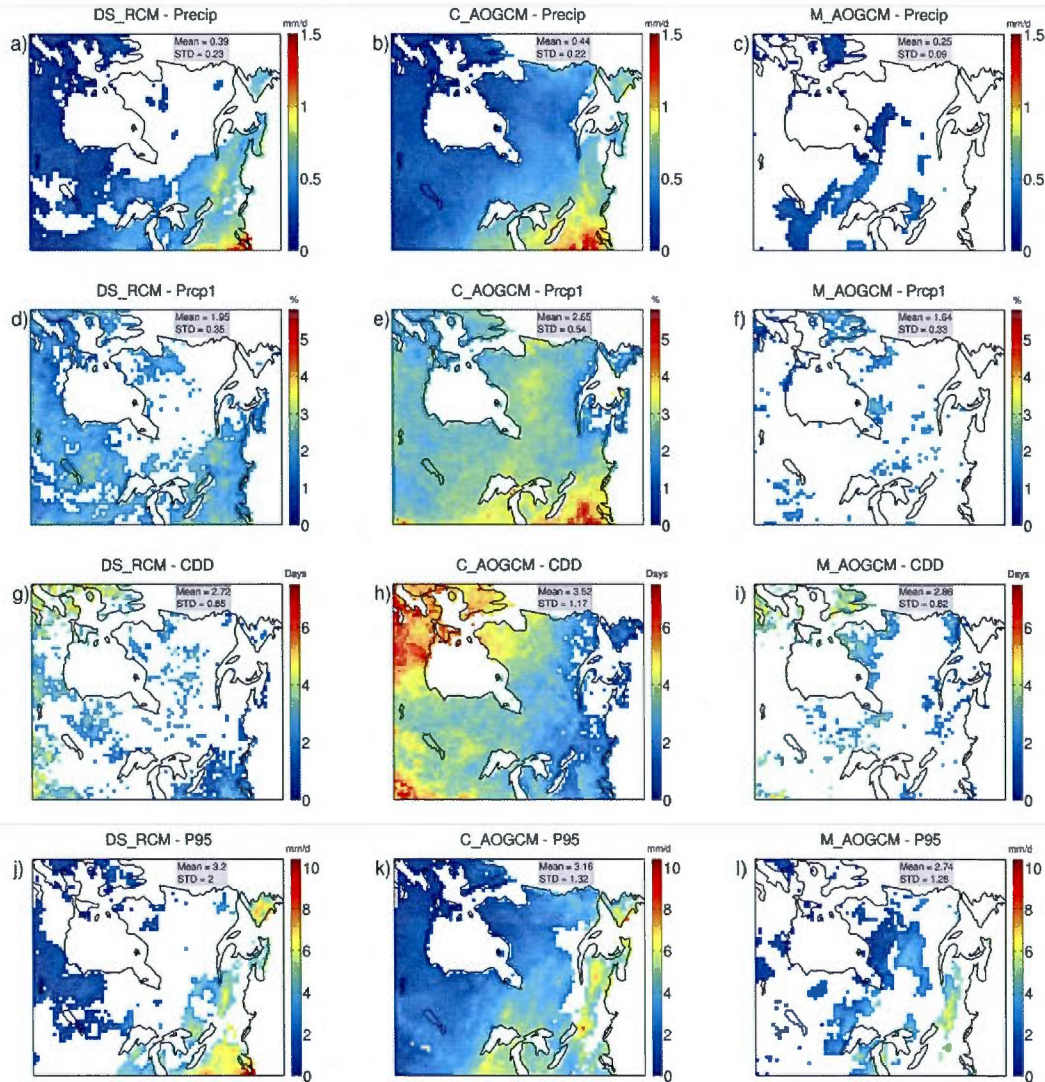 DS_RCM - Precip
C_AOGCM - Precip
M_AOGCM - Precip
a) Mean = 0.39 STD = 0.23 mm/d 1.5 1 0.5 0
b) Mean = 0.44 STD = 0.22 mm/d 1.5 1 0.5 0
c) Mean = 0.25 STD = 0.09 mm/d 1.5 1 0.5 0
DS_RCM - Prcp1
C_AOGCM - Prcp1
M_AOGCM - Prcp1
d) Mean = 1.95 STD = 0.35 % 5 4 3 2 1 0
e) Mean = 2.65 STD = 0.54 % 5 4 3 2 1 0
f) Mean = 1.64 STD = 0.33 % 5 4 3 2 1 0
DS_RCM - CDD
C_AOGCM - CDD
M_AOGCM - CDD
g) Mean = 2.72 STD = 0.85 Days 6 4 2 0
h) Mean = 3.52 STD = 1.17 Days 6 4 2 0
i) Mean = 2.86 STD = 0.82 Days 6 4 2 0
DS_RCM - P95
C_AOGCM - P95
M_AOGCM - P95
j) Mean = 3.2 STD = 2 mm/d 10 8 6 4 2 0
k) Mean = 3.16 STD = 1.32 mm/d 10 8 6 4 2 0
l) Mean = 2.74 STD = 1.28 mm/d 10 8 6 4 2 0